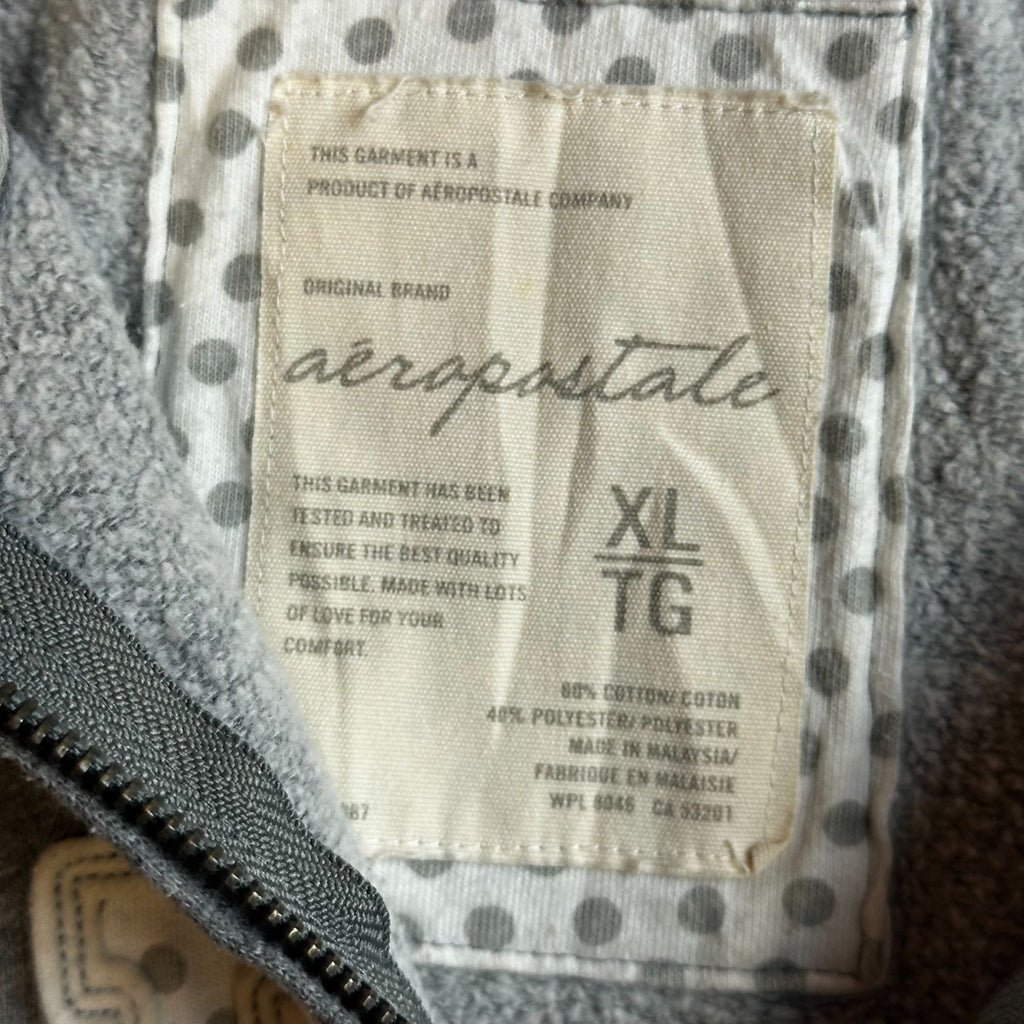 THIS GARMENT IS A
PRODUCT OF AÉROPOSTALE COMPANY
ORIGINAL BRAND
aéropostale
THIS GARMENT HAS BEEN
TESTED AND TREATED TO
ENSURE THE BEST QUALITY
POSSIBLE. MADE WITH LOTS
OF LOVE FOR YOUR
COMFORT.
XL
TG
60% COTTON/ COTON
40% POLYESTER/ POLYESTER
MADE IN MALAYSIA/
FABRIQUE EN MALAISIE
WPL 8046 CA 53201
87